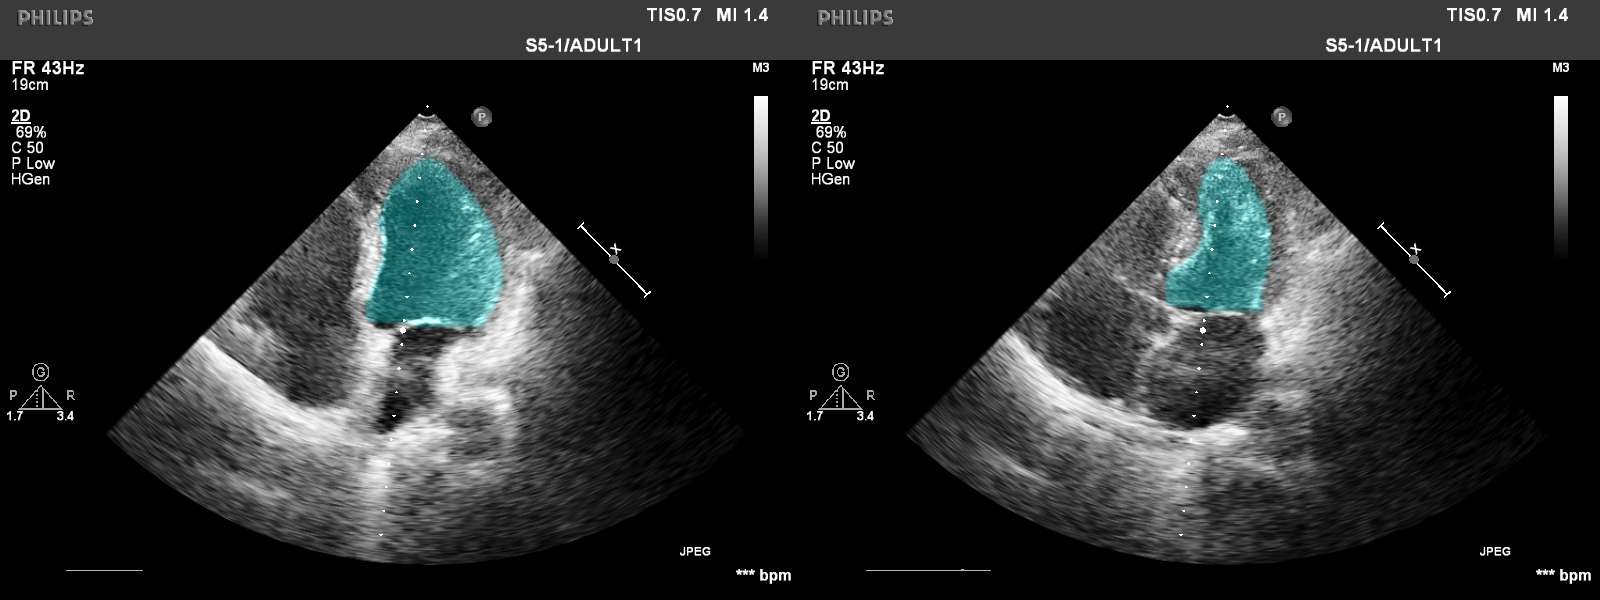 PHILIPS
TIS0.7 MI 1.4
S5-1/ADULT1
FR 43Hz
19cm
M3
2D
69%
C 50
P Low
HGen
P
X
G
P R
1.7 3.4
JPEG
*** bpm
PHILIPS
TIS0.7 MI 1.4
S5-1/ADULT1
FR 43Hz
19cm
M3
2D
69%
C 50
P Low
HGen
P
X
G
P R
1.7 3.4
JPEG
*** bpm